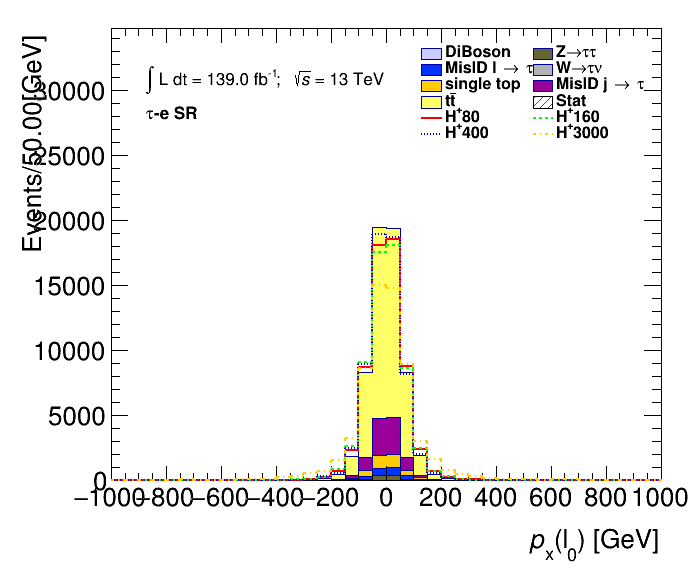 Events/50.00[GeV]
30000
25000
20000
15000
10000
5000
0
∫ L dt = 139.0 fb⁻¹; √s = 13 TeV
τ-e SR
DiBoson Z→ττ
MisID l → τ W→τν
single top MisID j → τ
tt̄ Stat
H⁺80 H⁺160
H⁺400 H⁺3000
−1000 −800 −600 −400 −200 0 200 400 600 800 1000
pₓ(l₀) [GeV]